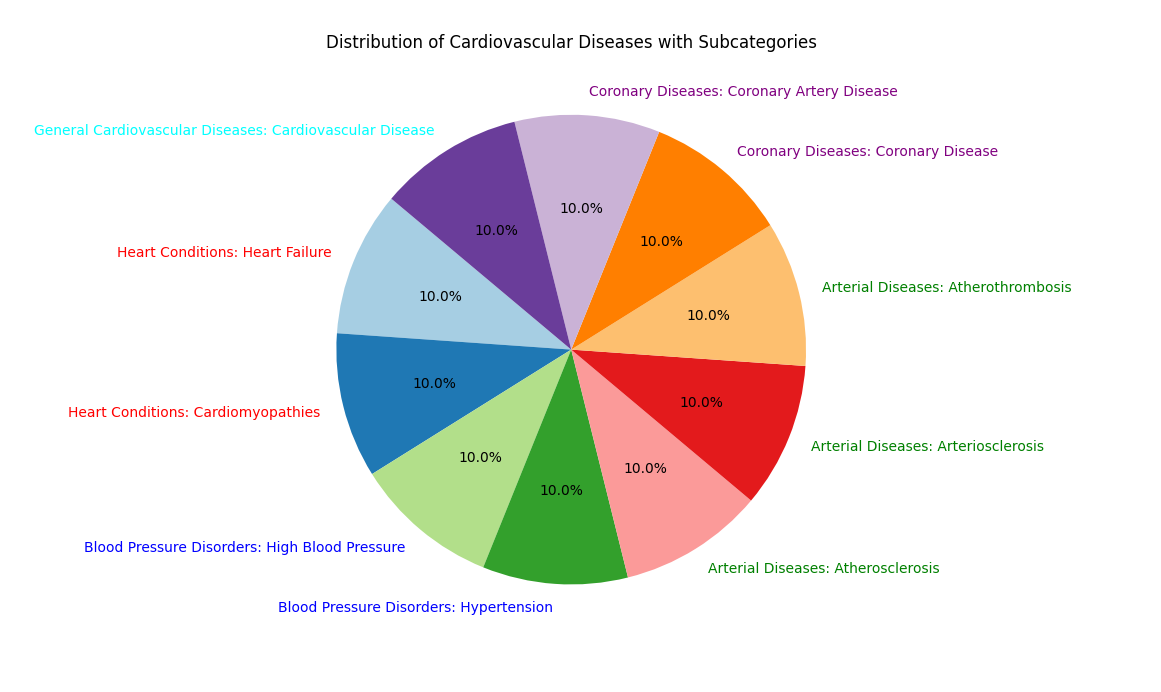 Distribution of Cardiovascular Diseases with Subcategories
Coronary Diseases: Coronary Artery Disease
General Cardiovascular Diseases: Cardiovascular Disease
Coronary Diseases: Coronary Disease
10.0%
10.0%
10.0%
Heart Conditions: Heart Failure
Arterial Diseases: Atherothrombosis
10.0%
10.0%
10.0%
10.0%
Heart Conditions: Cardiomyopathies
Arterial Diseases: Arteriosclerosis
10.0%
10.0%
10.0%
Blood Pressure Disorders: High Blood Pressure
Arterial Diseases: Atherosclerosis
Blood Pressure Disorders: Hypertension